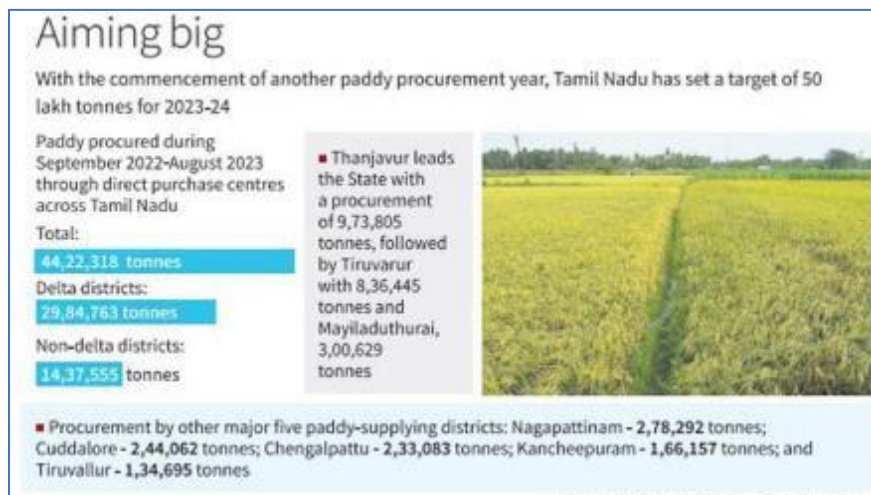 Aiming big
With the commencement of another paddy procurement year, Tamil Nadu has set a target of 50
lakh tonnes for 2023-24
Paddy procured during
September 2022-August 2023
through direct purchase centres
across Tamil Nadu
Total:
44,22,318 tonnes
Delta districts:
29,84,763 tonnes
Non-delta districts:
14,37,555 tonnes
▪ Thanjavur leads
the State with
a procurement
of 9,73,805
tonnes, followed
by Tiruvarur
with 8,36,445
tonnes and
Mayiladuthurai,
3,00,629
tonnes
▪ Procurement by other major five paddy-supplying districts: Nagapattinam - 2,78,292 tonnes;
Cuddalore - 2,44,062 tonnes; Chengalpattu - 2,33,083 tonnes; Kancheepuram - 1,66,157 tonnes; and
Tiruvallur - 1,34,695 tonnes